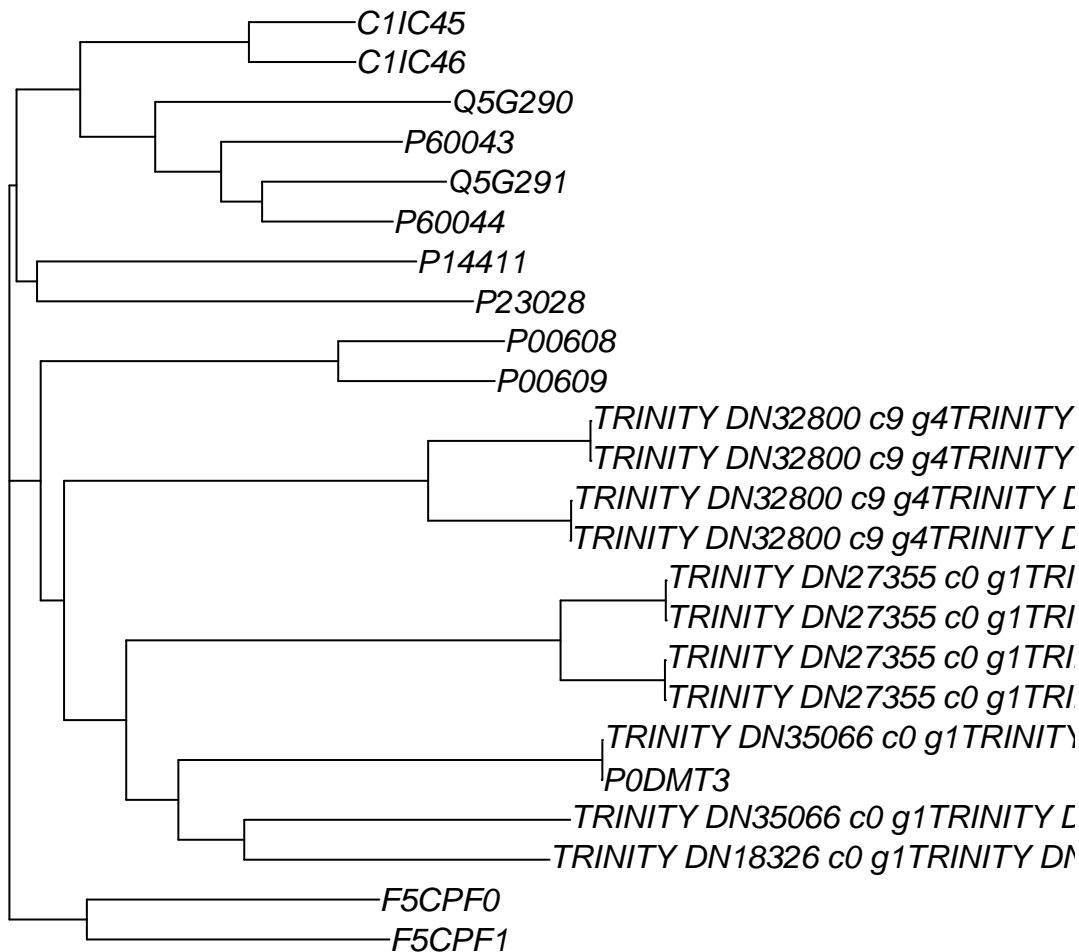 C1IC45
C1IC46
Q5G290
P60043
Q5G291
P60044
P14411
P23028
P00608
P00609
TRINITY DN32800 c9 g4TRINITY
TRINITY DN32800 c9 g4TRINITY
TRINITY DN32800 c9 g4TRINITY D
TRINITY DN32800 c9 g4TRINITY D
TRINITY DN27355 c0 g1TRI
TRINITY DN27355 c0 g1TRI
TRINITY DN27355 c0 g1TRI
TRINITY DN27355 c0 g1TRI
TRINITY DN35066 c0 g1TRINITY
P0DMT3
TRINITY DN35066 c0 g1TRINITY D
TRINITY DN18326 c0 g1TRINITY DN
F5CPF0
F5CPF1